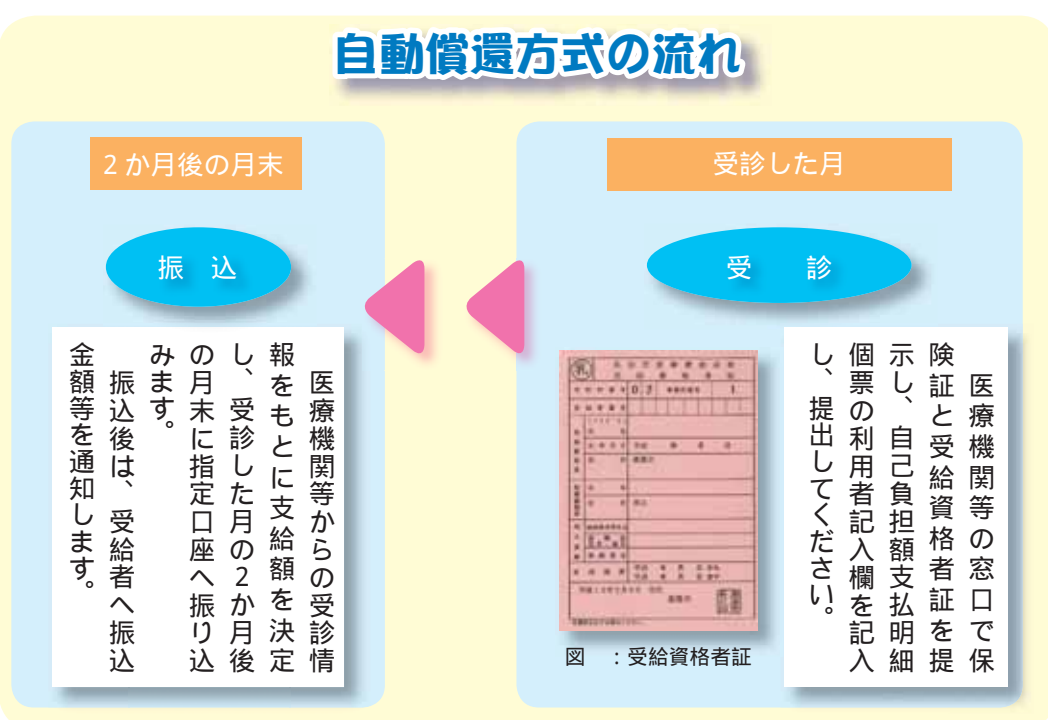 自動償還方式の流れ
受診した月
受　診
医療機関等の窓口で保
険証と受給資格者証を提
示し、自己負担額支払明細
個票の利用者記入欄を記入
し、提出してください。
図　：受給資格者証
2か月後の月末
振　込
医療機関等からの受診情
報をもとに支給額を決定
し、受診した月の2か月後
の月末に指定口座へ振り込
みます。
振込後は、受給者へ振込
金額等を通知します。